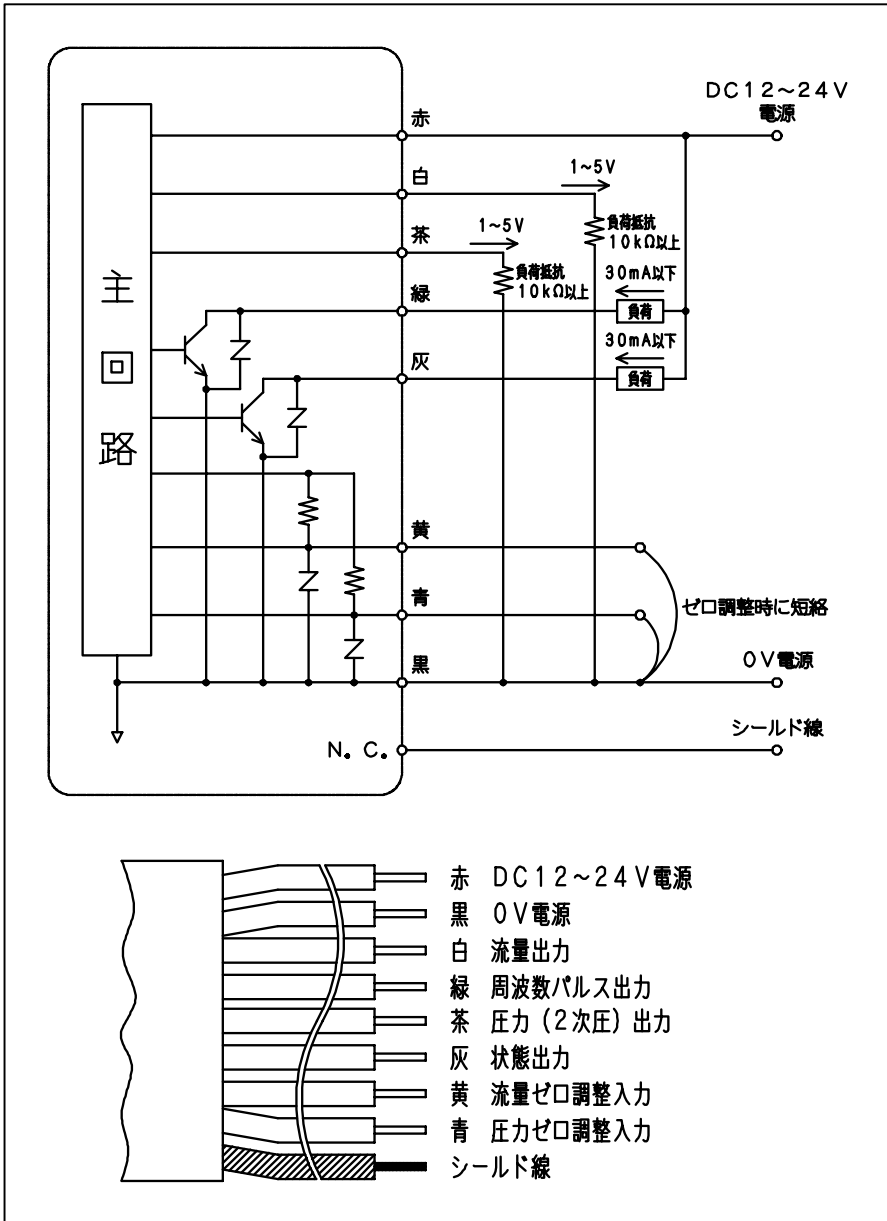 DC12~24V
電源
赤
白
1~5V
負荷抵抗
10kΩ以上
茶
1~5V
負荷抵抗
10kΩ以上
主回路
緑
30mA以下
負荷
灰
30mA以下
負荷
黄
青
ゼロ調整時に短絡
黒
0V電源
N. C.
シールド線
赤 DC12~24V電源
黒 0V電源
白 流量出力
緑 周波数パルス出力
茶 圧力(2次圧)出力
灰 状態出力
黄 流量ゼロ調整入力
青 圧力ゼロ調整入力
シールド線